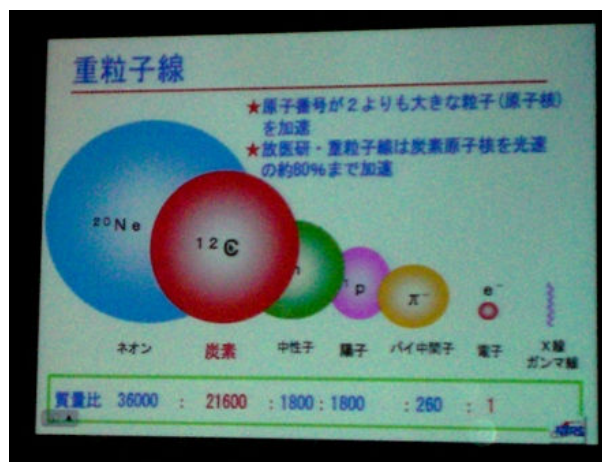 重粒子線
★原子番号が2よりも大きな粒子(原子核)
を加速
★放医研・重粒子線は炭素原子核を光速
の約80%まで加速
²⁰Ne
¹²C
n
¹p
π⁻
e⁻
ネオン
炭素
中性子
陽子
パイ中間子
電子
X線
ガンマ線
質量比 36000 : 21600 : 1800 : 1800 : 260 : 1
NIRS